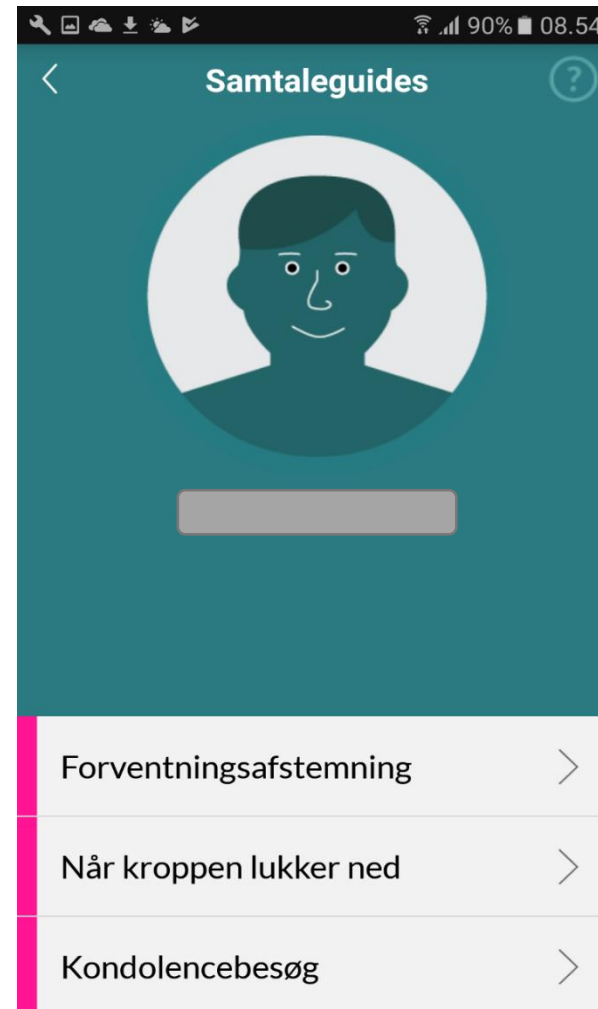 90% 08.54
Samtaleguides
?
Forventningsafstemning
Når kroppen lukker ned
Kondolencebesøg